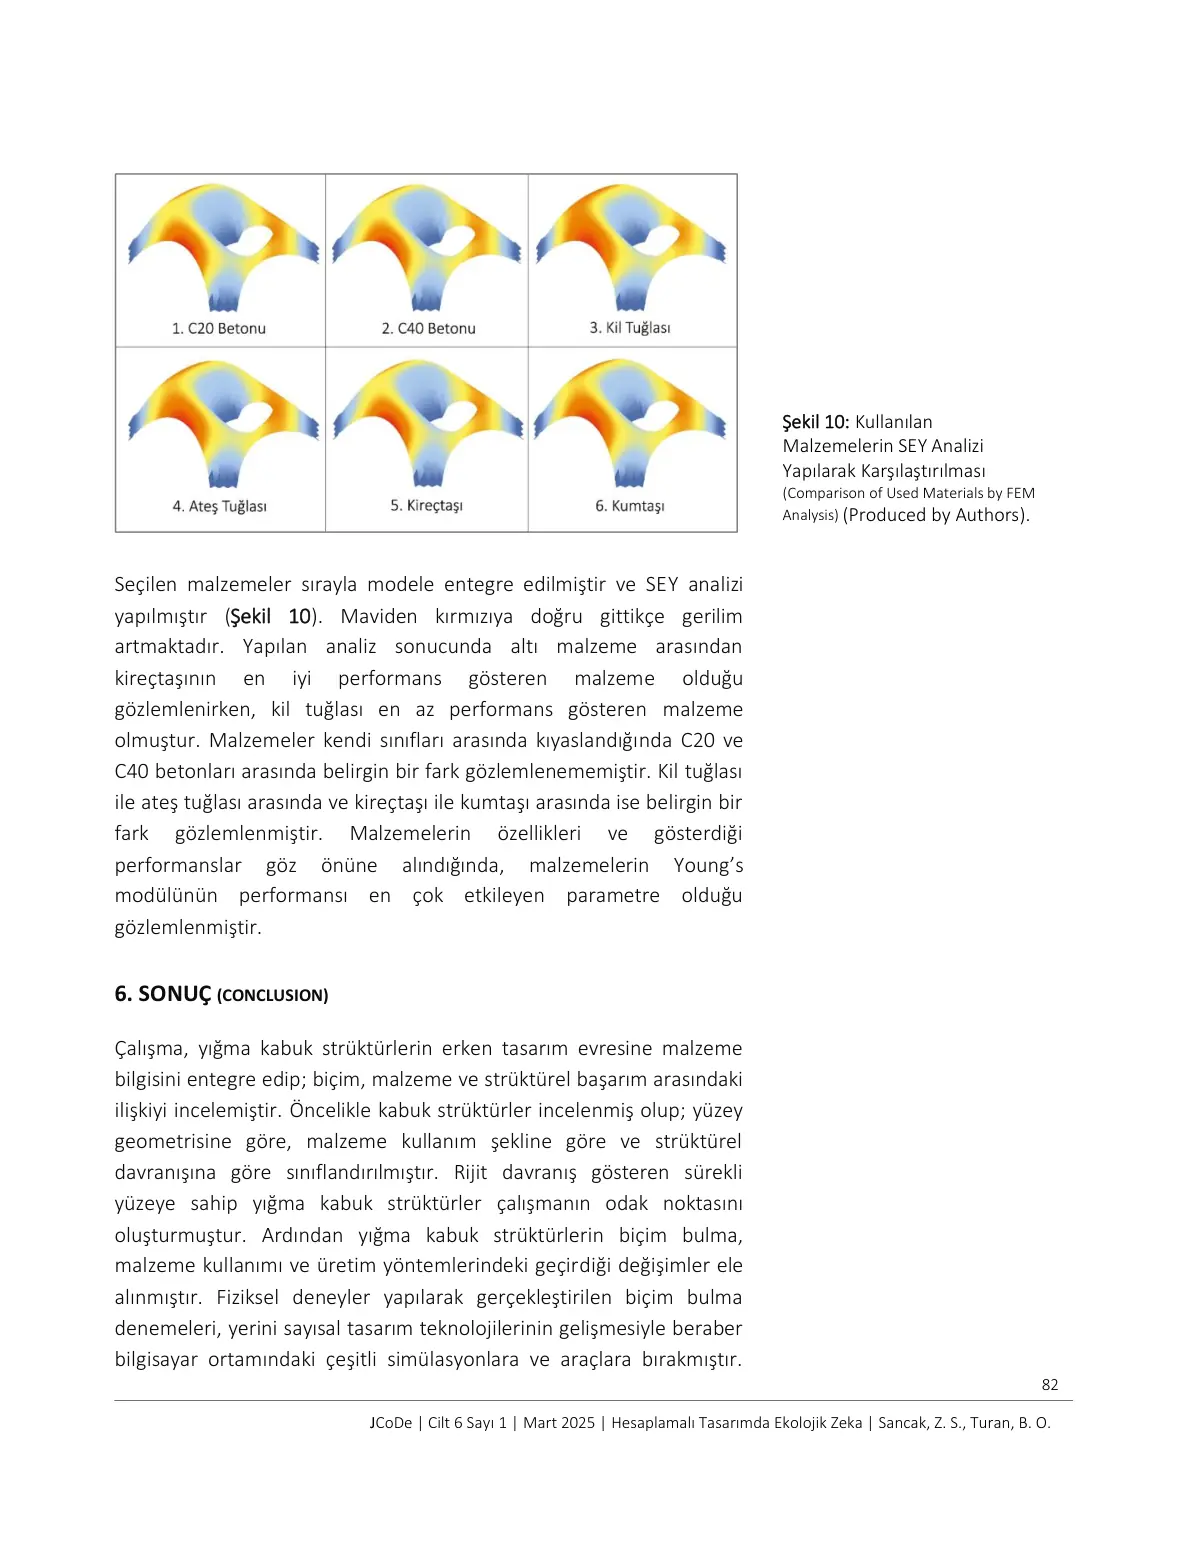 1. C20 Betonu
2. C40 Betonu
3. Kil Tuğlası
4. Ateş Tuğlası
5. Kireçtaşı
6. Kumtaşı
Şekil 10: Kullanılan
Malzemelerin SEY Analizi
Yapılarak Karşılaştırılması
(Comparison of Used Materials by FEM
Analysis) (Produced by Authors).
Seçilen malzemeler sırayla modele entegre edilmiştir ve SEY analizi
yapılmıştır (Şekil 10). Maviden kırmızıya doğru gittikçe gerilim
artmaktadır. Yapılan analiz sonucunda altı malzeme arasından
kireçtaşının en iyi performans gösteren malzeme olduğu
gözlemlenirken, kil tuğlası en az performans gösteren malzeme
olmuştur. Malzemeler kendi sınıfları arasında kıyaslandığında C20 ve
C40 betonları arasında belirgin bir fark gözlemlenememiştir. Kil tuğlası
ile ateş tuğlası arasında ve kireçtaşı ile kumtaşı arasında ise belirgin bir
fark gözlemlenmiştir. Malzemelerin özellikleri ve gösterdiği
performanslar göz önüne alındığında, malzemelerin Young’s
modülünün performansı en çok etkileyen parametre olduğu
gözlemlenmiştir.
6. SONUÇ (CONCLUSION)
Çalışma, yığma kabuk strüktürlerin erken tasarım evresine malzeme
bilgisini entegre edip; biçim, malzeme ve strüktürel başarım arasındaki
ilişkiyi incelemiştir. Öncelikle kabuk strüktürler incelenmiş olup; yüzey
geometrisine göre, malzeme kullanım şekline göre ve strüktürel
davranışına göre sınıflandırılmıştır. Rijit davranış gösteren sürekli
yüzeye sahip yığma kabuk strüktürler çalışmanın odak noktasını
oluşturmuştur. Ardından yığma kabuk strüktürlerin biçim bulma,
malzeme kullanımı ve üretim yöntemlerindeki geçirdiği değişimler ele
alınmıştır. Fiziksel deneyler yapılarak gerçekleştirilen biçim bulma
denemeleri, yerini sayısal tasarım teknolojilerinin gelişmesiyle beraber
bilgisayar ortamındaki çeşitli simülasyonlara ve araçlara bırakmıştır.
82
JCoDe | Cilt 6 Sayı 1 | Mart 2025 | Hesaplamalı Tasarımda Ekolojik Zeka | Sancak, Z. S., Turan, B. O.